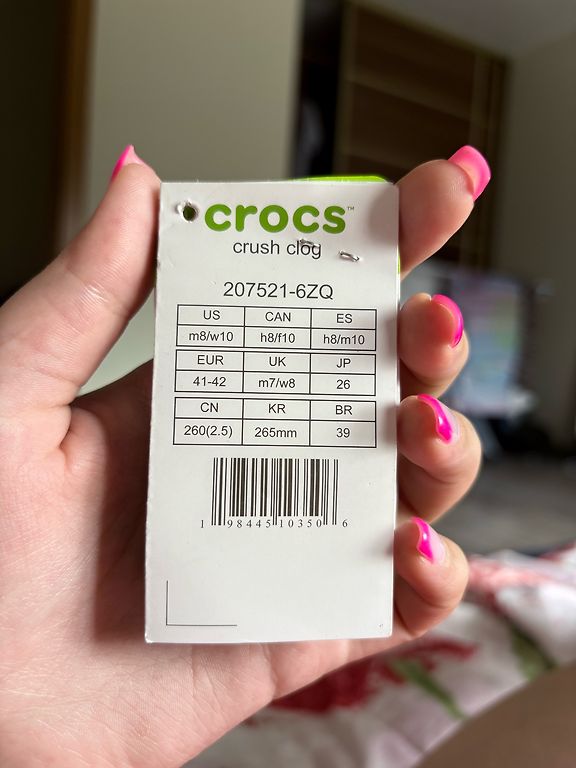 crocs™
crush clog
207521-6ZQ
US CAN ES
m8/w10 h8/f10 h8/m10
EUR UK JP
41-42 m7/w8 26
CN KR BR
260(2.5) 265mm 39
1 98445 10350 6